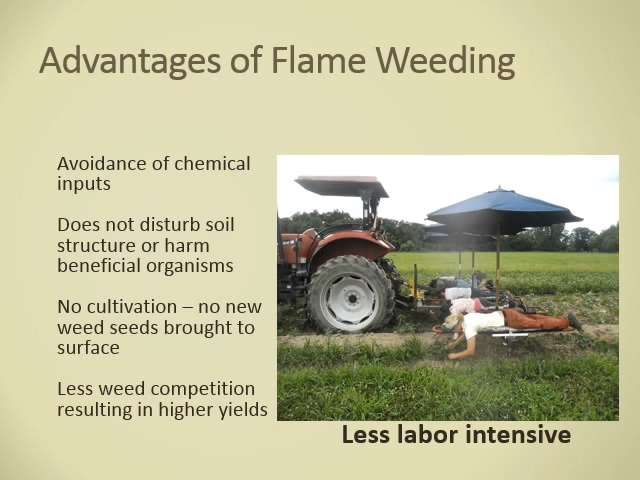 Advantages of Flame Weeding
Avoidance of chemical
inputs
Does not disturb soil
structure or harm
beneficial organisms
No cultivation – no new
weed seeds brought to
surface
Less weed competition
resulting in higher yields
Less labor intensive